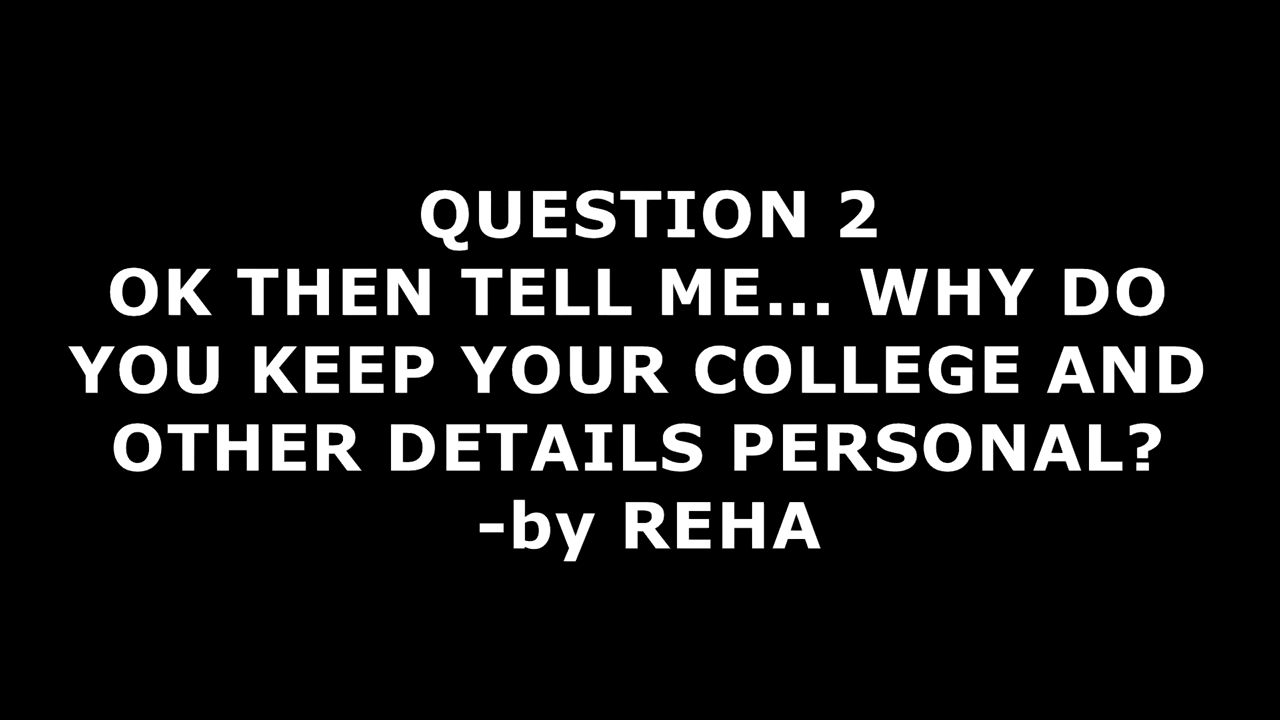 QUESTION 2
OK THEN TELL ME... WHY DO
YOU KEEP YOUR COLLEGE AND
OTHER DETAILS PERSONAL?
-by REHA